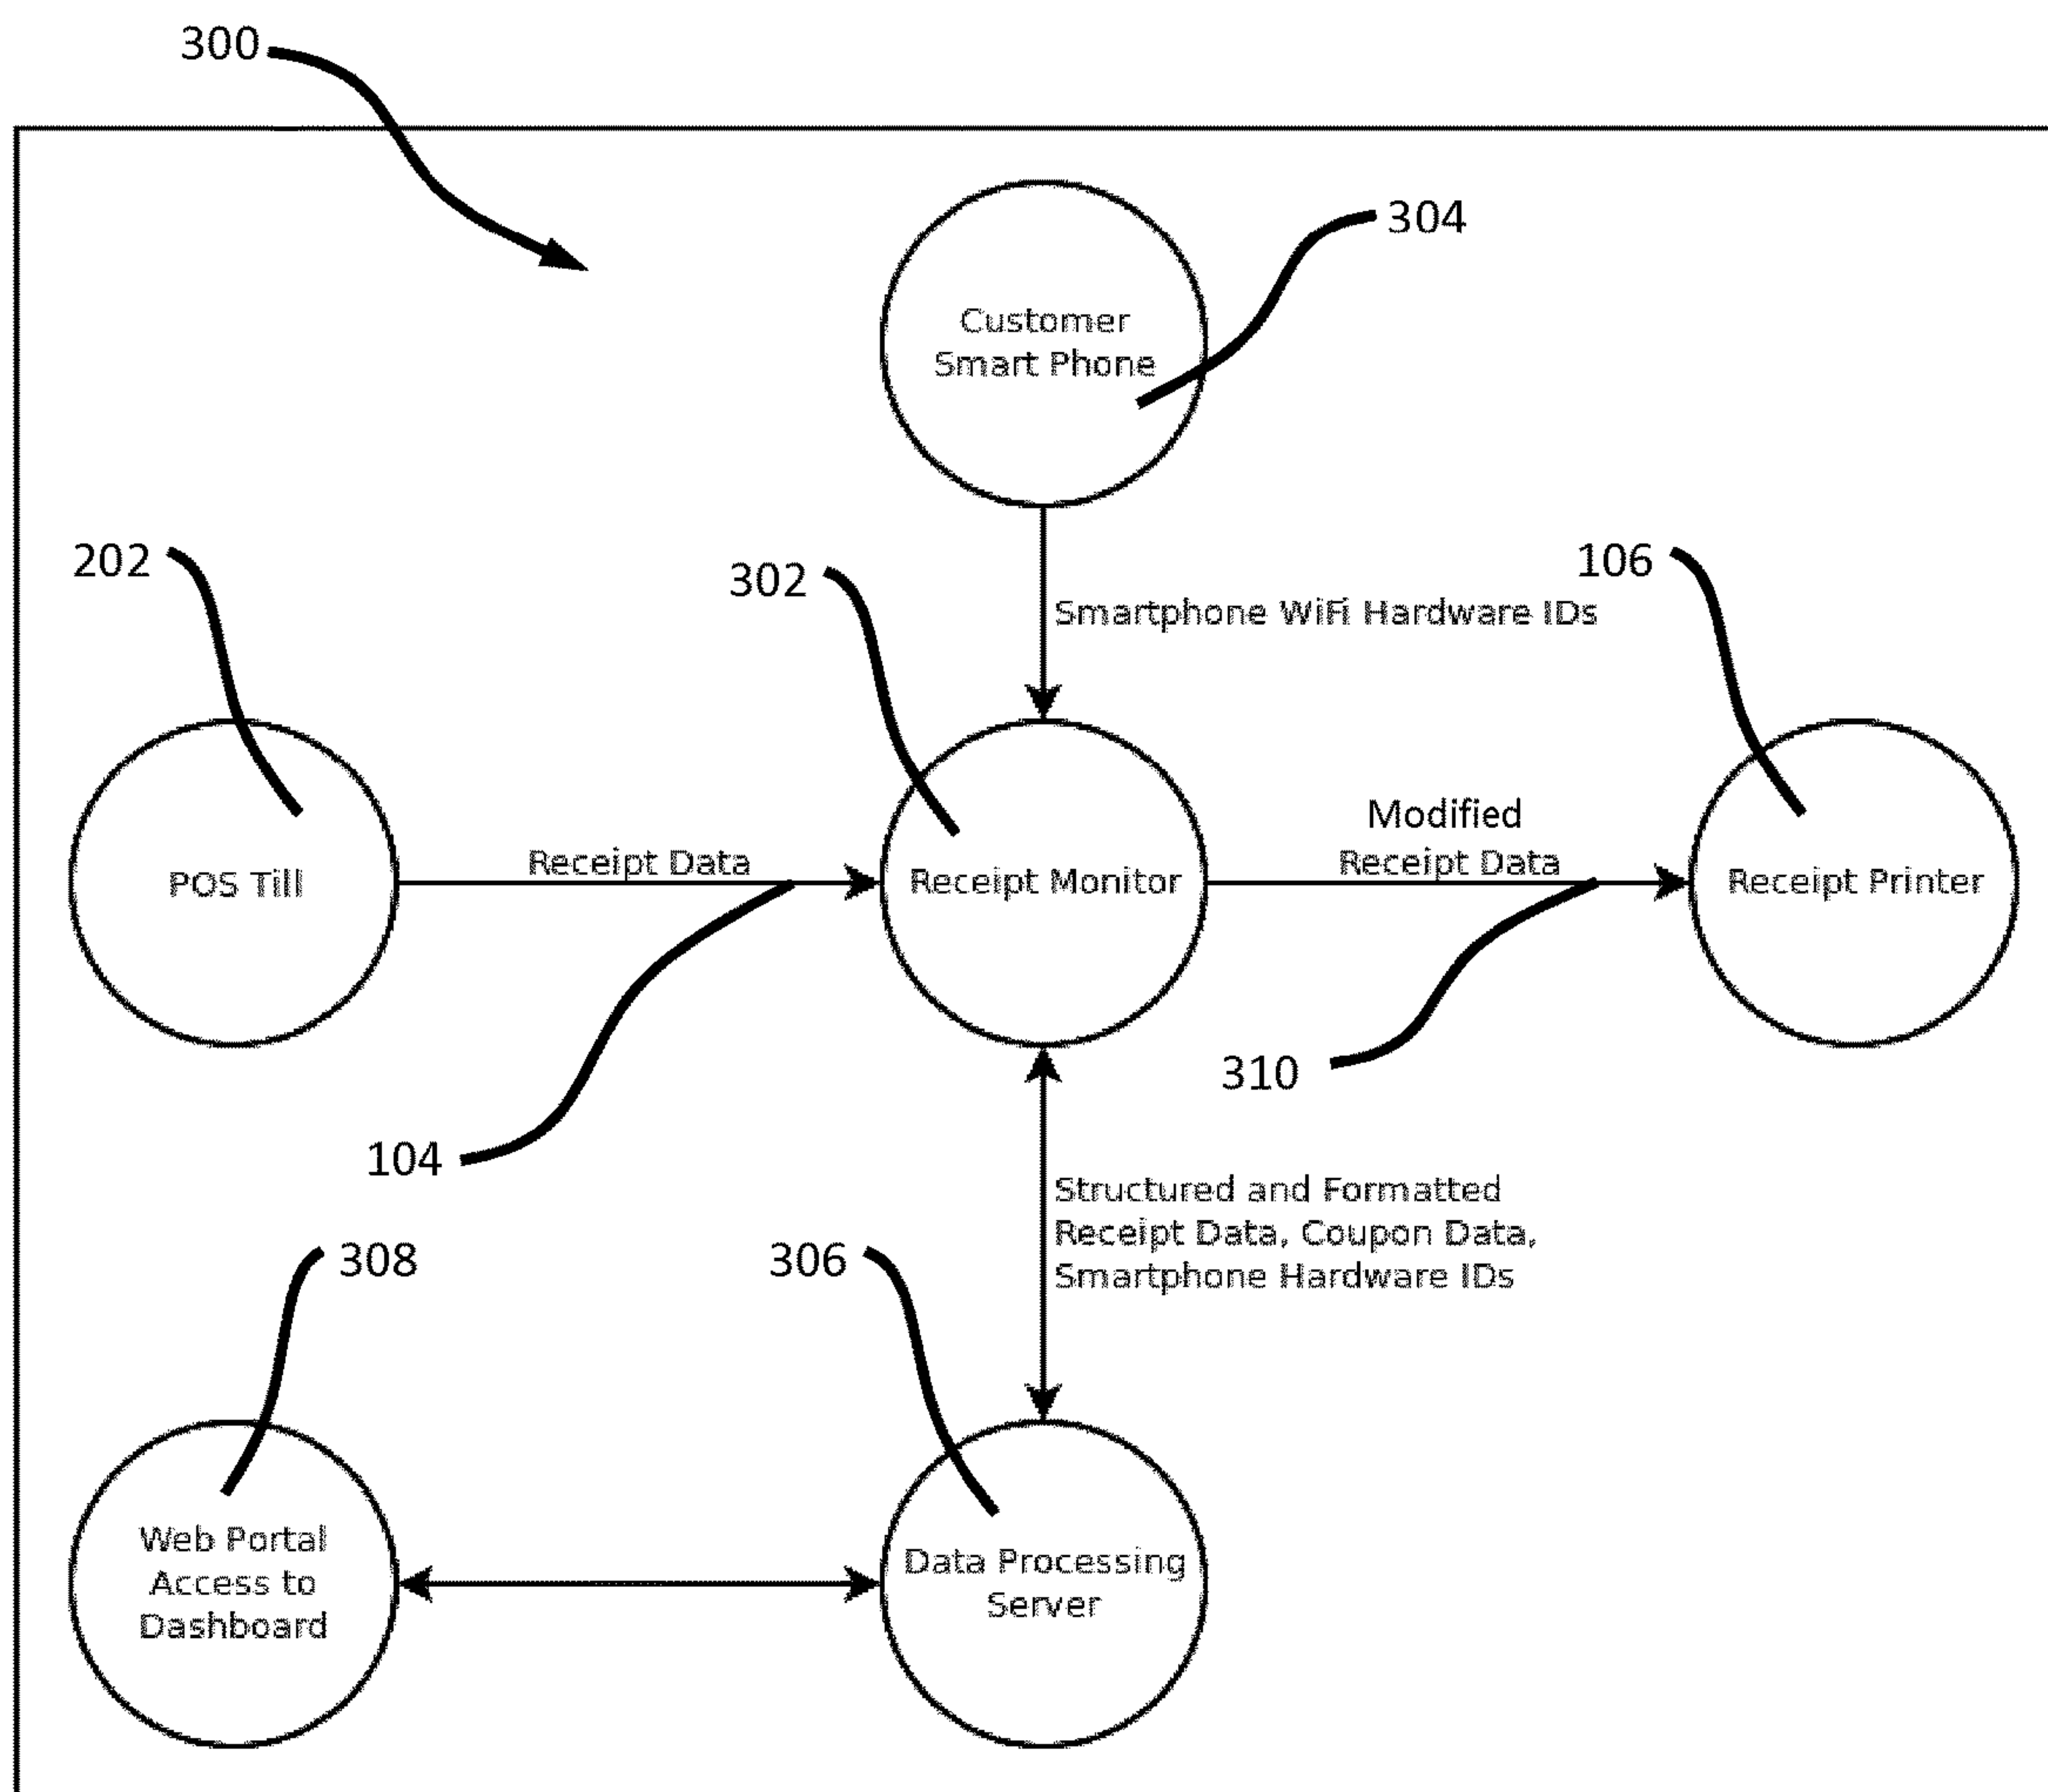 300
304
Customer
Smart Phone
202
302
106
Smartphone WiFi Hardware IDs
Modified
Receipt Data
Receipt Data
POS Till
Receipt Monitor
Receipt Printer
310
104
Structured and Formatted
Receipt Data, Coupon Data,
Smartphone Hardware IDs
308
306
Web Portal
Access to
Dashboard
Data Processing
Server